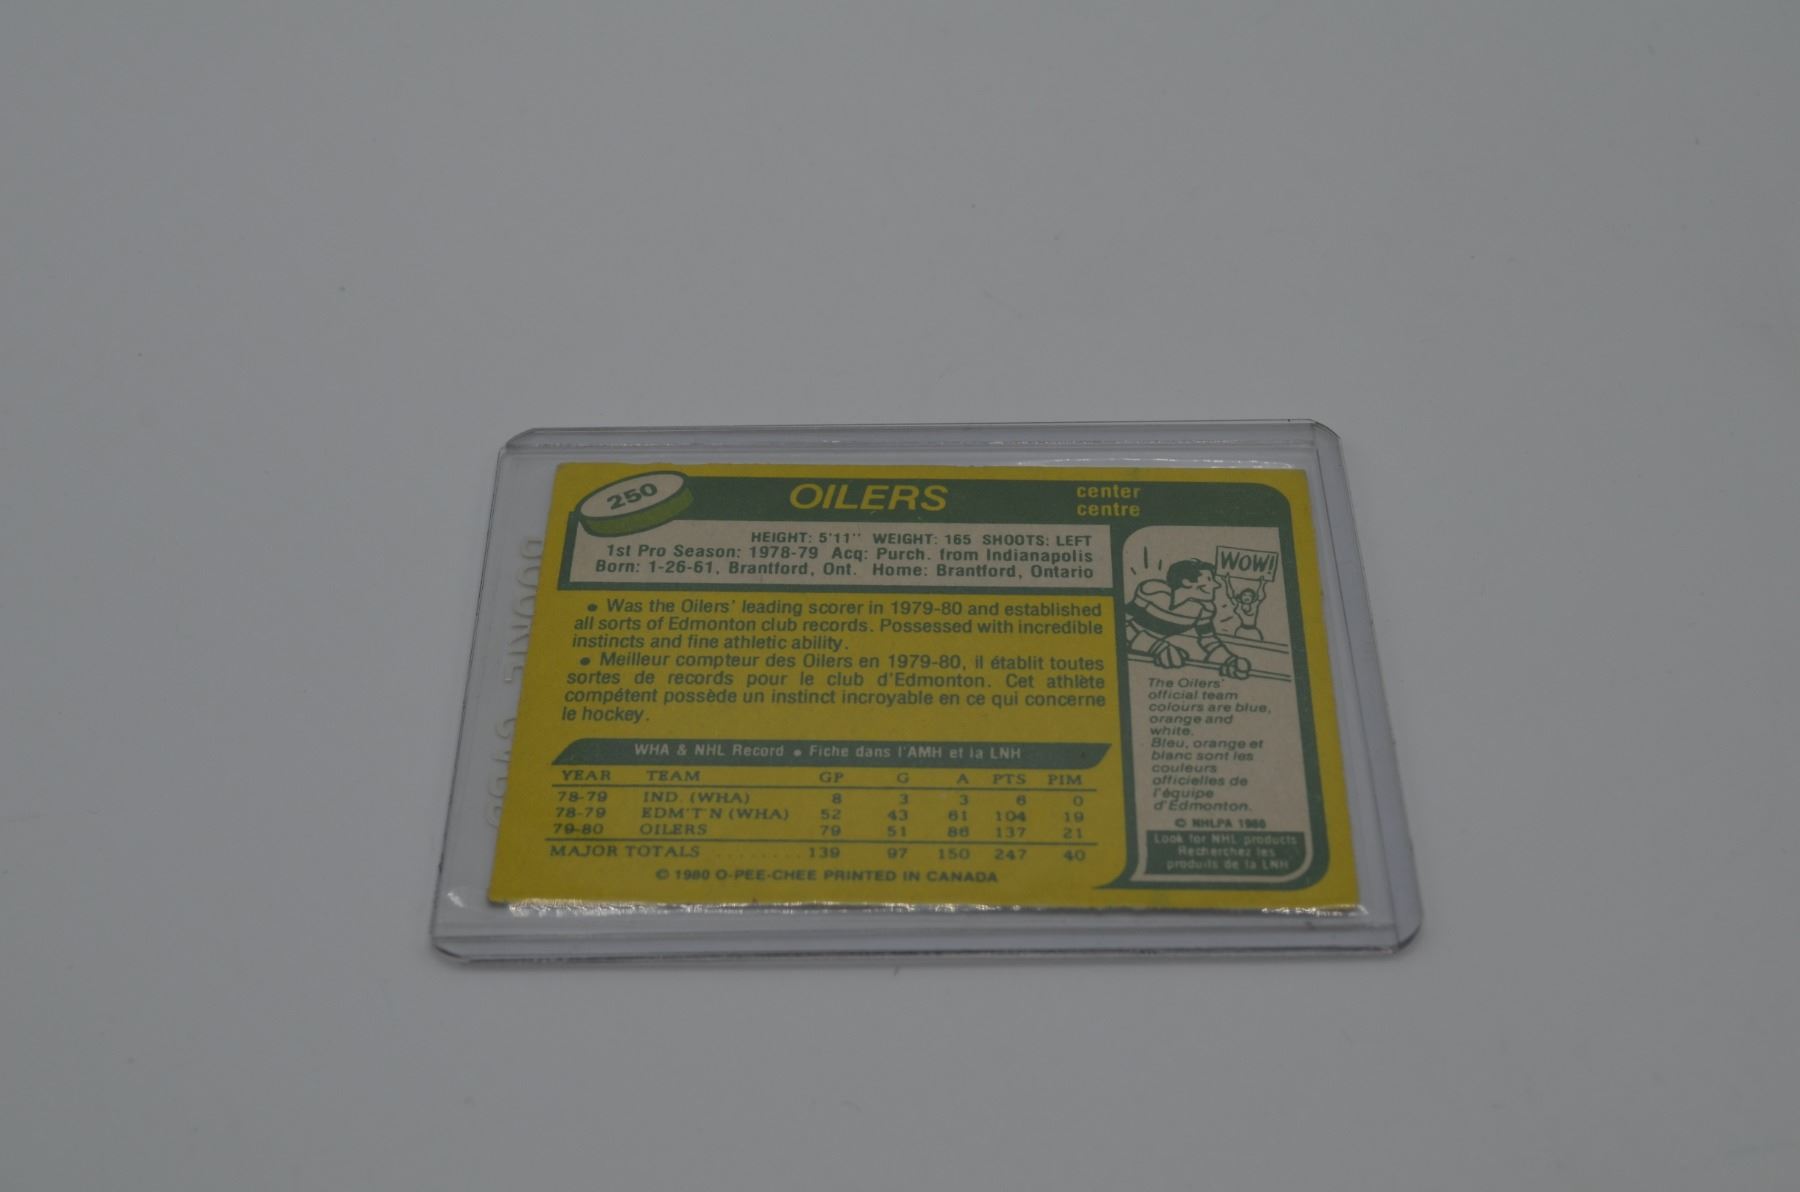 250
OILERS
center
centre
HEIGHT: 5'11" WEIGHT: 165 SHOOTS: LEFT
1st Pro Season: 1978-79 Acq: Purch. from Indianapolis
Born: 1-26-61, Brantford, Ont. Home: Brantford, Ontario
• Was the Oilers' leading scorer in 1979-80 and established
all sorts of Edmonton club records. Possessed with incredible
instincts and fine athletic ability.
• Meilleur compteur des Oilers en 1979-80, il établit toutes
sortes de records pour le club d'Edmonton. Cet athlète
compétent possède un instinct incroyable en ce qui concerne
le hockey.
WHA & NHL Record • Fiche dans l'AMH et la LNH
YEAR TEAM GP G A PTS PIM
78-79 IND. (WHA) 8 3 3 6 0
78-79 EDM'T'N (WHA) 52 43 61 104 19
79-80 OILERS 79 51 86 137 21
MAJOR TOTALS ........ 139 97 150 247 40
© 1980 O-PEE-CHEE PRINTED IN CANADA
WOW!
The Oilers'
official team
colours are blue,
orange and
white.
Bleu, orange et
blanc sont les
couleurs
officielles de
l'équipe
d'Edmonton.
© NHLPA 1980
Look for NHL products
Recherchez les
produits de la LNH